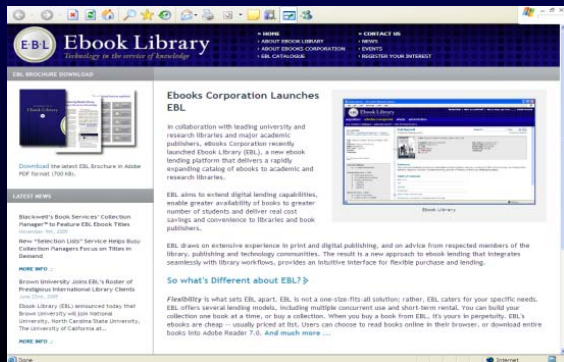 E·B·L
Ebook Library
Technology in the service of knowledge
» HOME
› ABOUT EBOOK LIBRARY
› ABOUT EBOOKS CORPORATION
› EBL CATALOGUE
» CONTACT US
› NEWS
› EVENTS
› REGISTER YOUR INTEREST
EBL BROCHURE DOWNLOAD
Download the latest EBL Brochure in Adobe
PDF format (700 KB).
LATEST NEWS
Blackwell's Book Services' Collection
Manager™ to Feature EBL Ebook Titles
November 9th, 2005
New "Selection Lists" Service Helps Busy
Collection Managers Focus on Titles in
Demand
MORE INFO
Brown University Joins EBL's Roster of
Prestigious International Library Clients
June 22nd, 2005
Ebook Library (EBL) announced today that
Brown University will join National
University, North Carolina State University,
The University of California at...
MORE INFO
Ebooks Corporation Launches
EBL
In collaboration with leading university and
research libraries and major academic
publishers, eBooks Corporation recently
launched Ebook Library (EBL), a new ebook
lending platform that delivers a rapidly
expanding catalog of ebooks to academic and
research libraries.
EBL aims to extend digital lending capabilities,
enable greater availability of books to greater
number of students and deliver real cost
savings and convenience to libraries and book
publishers.
Ebook Library
EBL draws on extensive experience in print and digital publishing, and on advice from respected members of the
library, publishing and technology communities. The result is a new approach to ebook lending that integrates
seamlessly with library workflows, provides an intuitive interface for flexible purchase and lending.
So what's Different about EBL?
Flexibility is what sets EBL apart. EBL is not a one-size-fits-all solution; rather, EBL caters for your specific needs.
EBL offers several lending models, including multiple concurrent use and short-term rental. You can build your
collection one book at a time, or buy a collection. When you buy a book from EBL, it's yours in perpetuity. EBL's
ebooks are cheap -- usually priced at list. Users can choose to read books online in their browser, or download entire
books into Adobe Reader 7.0. And much more ...
Done
Internet